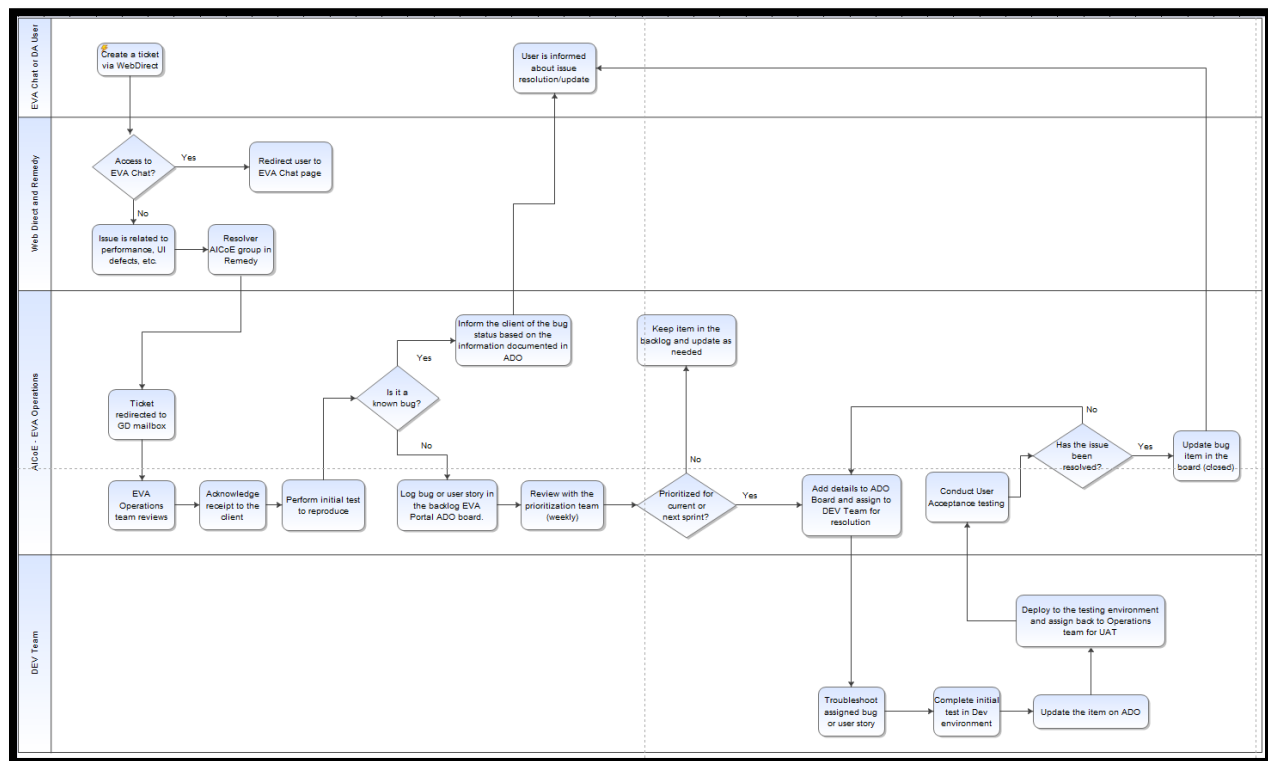 EVA Chat or DA User
Create a ticket
via WebDirect
User is informed
about issue
resolution/update
Web Direct and Remedy
Access to
EVA Chat?
Yes
Redirect user to
EVA Chat page
No
Issue is related to
performance, UI
defects, etc.
Resolver
AICoE group in
Remedy
AICoE - EVA Operations
Inform the client of the bug
status based on the
information documented in
ADO
Keep item in the
backlog and update as
needed
Yes
Is it a
known bug?
No
Ticket
redirected to
GD mailbox
EVA
Operations
team reviews
Acknowledge
receipt to the
client
Perform initial test
to reproduce
Log bug or user story in
the backlog EVA
Portal ADO board.
Review with the
prioritization team
(weekly)
No
Prioritized for
current or
next sprint?
Yes
Add details to ADO
Board and assign to
DEV Team for
resolution
Conduct User
Acceptance testing
No
Has the issue
been
resolved?
Yes
Update bug
item in the
board (closed)
DEV Team
Deploy to the testing environment
and assign back to Operations
team for UAT
Troubleshoot
assigned bug
or user story
Complete initial
test in Dev
environment
Update the item on ADO